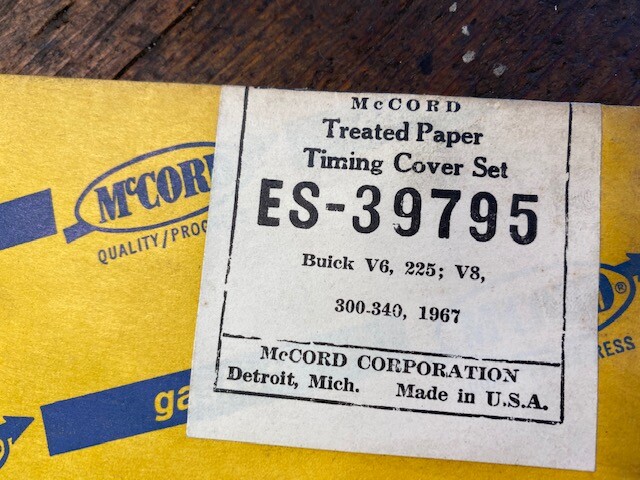 McCORD
Treated Paper
Timing Cover Set
ES-39795
Buick V6, 225; V8,
300-340, 1967
McCORD CORPORATION
Detroit, Mich. Made in U.S.A.
McCOR
QUALITY/PROG
D®
RESS
ga